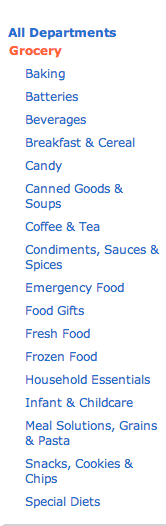 All Departments
Grocery
Baking
Batteries
Beverages
Breakfast & Cereal
Candy
Canned Goods &
Soups
Coffee & Tea
Condiments, Sauces &
Spices
Emergency Food
Food Gifts
Fresh Food
Frozen Food
Household Essentials
Infant & Childcare
Meal Solutions, Grains
& Pasta
Snacks, Cookies &
Chips
Special Diets